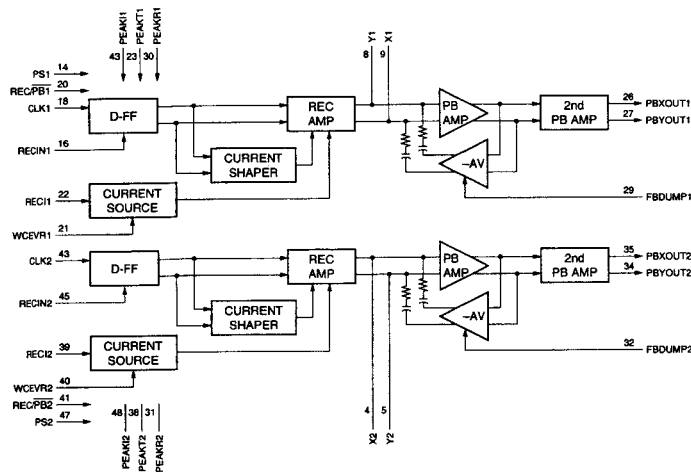 PEAKI1
PEAKT1
PEAKR1
43 23 30
Y1
X1
8 9
PS1 14
REC/PB1 20
CLK1 18
D-FF
RECIN1 16
REC AMP
CURRENT SHAPER
PB AMP
–AV
2nd PB AMP
26 PBXOUT1
27 PBYOUT1
29 FBDUMP1
RECI1 22
CURRENT SOURCE
WCEVR1 21
CLK2 43
D-FF
RECIN2 45
REC AMP
CURRENT SHAPER
PB AMP
–AV
2nd PB AMP
35 PBXOUT2
34 PBYOUT2
32 FBDUMP2
RECI2 39
CURRENT SOURCE
WCEVR2 40
REC/PB2 41
PS2 47
48 38 31
PEAKI2
PEAKT2
PEAKR2
4 5
X2
Y2